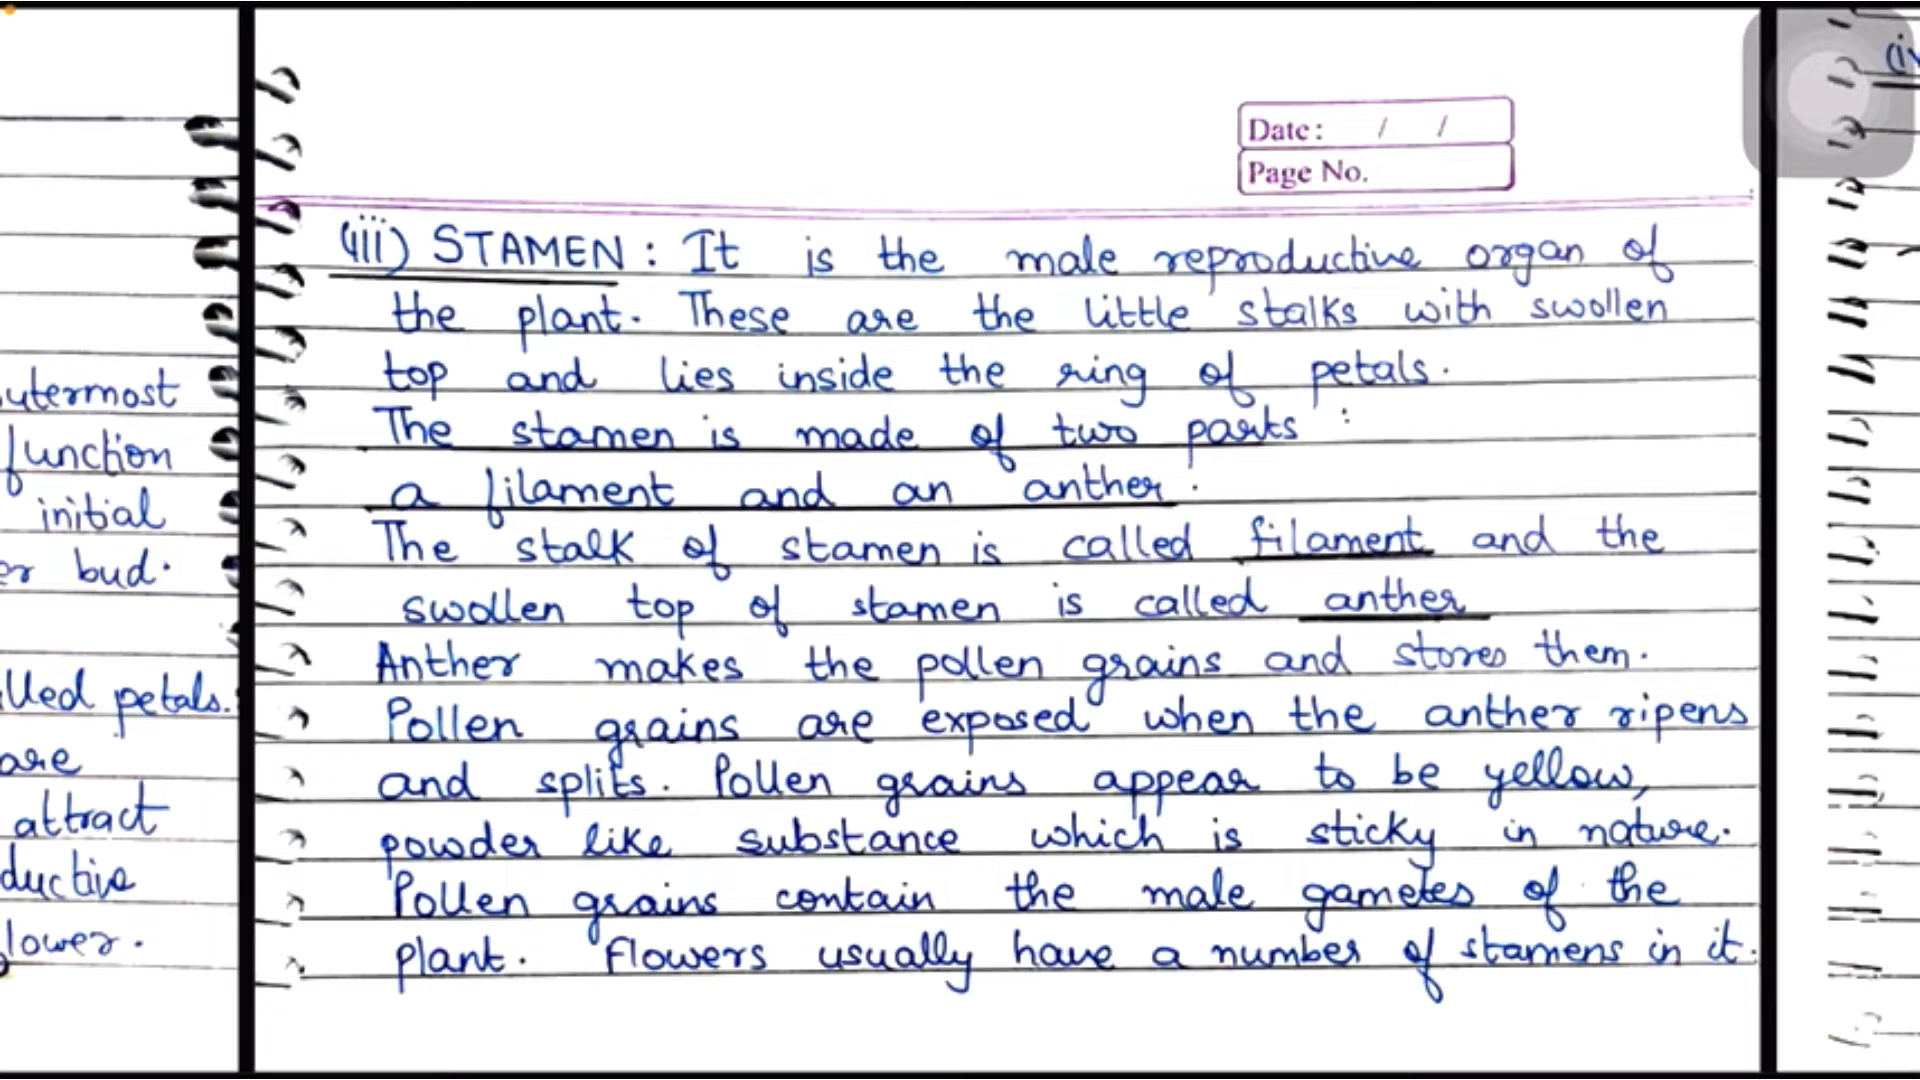 Date: / /
Page No.
(iii) STAMEN : It is the male reproductive organ of
the plant. These are the little stalks with swollen
top and lies inside the ring of petals.
The stamen is made of two parts :
a filament and an anther.
The stalk of stamen is called filament and the
swollen top of stamen is called anther
Anther makes the pollen grains and stores them.
Pollen grains are exposed when the anther ripens
and splits. Pollen grains appear to be yellow,
powder like substance which is sticky in nature.
Pollen grains contain the male gametes of the
plant. Flowers usually have a number of stamens in it.
utermost
function
initial
er bud.
lled petals.
are
attract
ductive
lower.
(iv